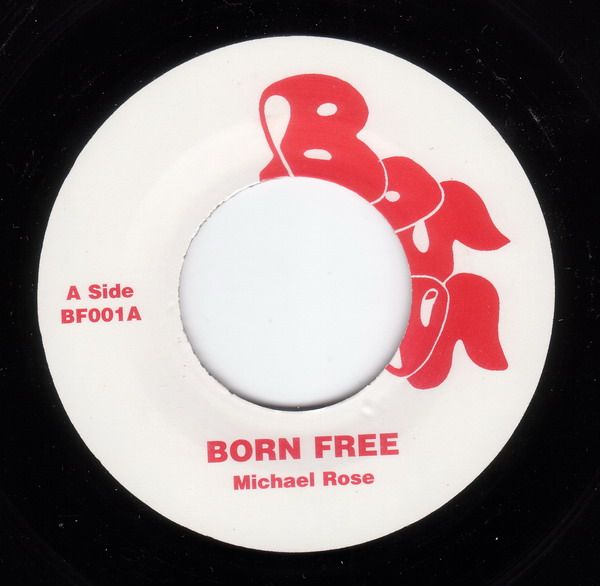 A Side
BF001A
BORN FREE
Michael Rose